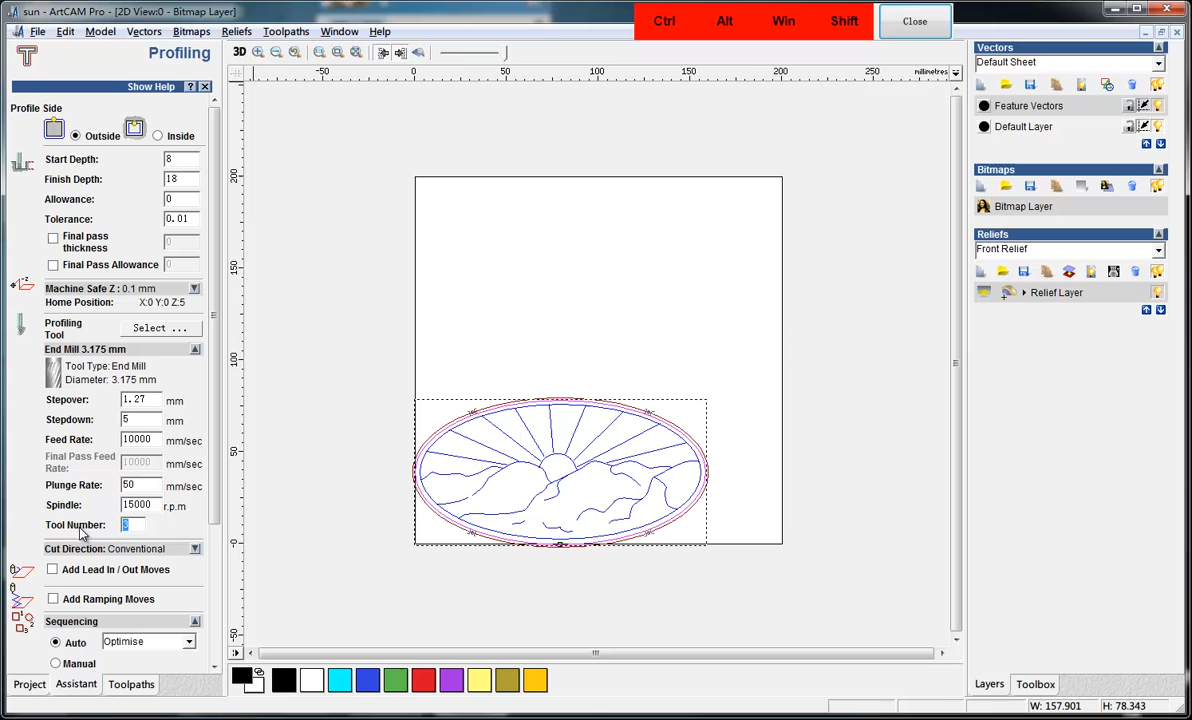 sun - ArtCAM Pro - [2D View:0 - Bitmap Layer]
Ctrl Alt Win Shift Close
File Edit Model Vectors Bitmaps Reliefs Toolpaths Window Help
Profiling
3D
Show Help ?
-50 0 50 100 150 200 250 millimetres
Profile Side
Outside Inside
Start Depth: 8
Finish Depth: 18
Allowance: 0
Tolerance: 0.01
Final pass thickness 0
Final Pass Allowance 0
Machine Safe Z : 0.1 mm
Home Position: X:0 Y:0 Z:5
Profiling Tool Select ...
End Mill 3.175 mm
Tool Type: End Mill
Diameter: 3.175 mm
Stepover: 1.27 mm
Stepdown: 5 mm
Feed Rate: 10000 mm/sec
Final Pass Feed Rate: 10000 mm/sec
Plunge Rate: 50 mm/sec
Spindle: 15000 r.p.m
Tool Number: 3
Cut Direction: Conventional
Add Lead In / Out Moves
Add Ramping Moves
Sequencing
Auto Optimise
Manual
Project Assistant Toolpaths
200
150
100
50
-0
-50
Vectors
Default Sheet
Feature Vectors
Default Layer
Bitmaps
Bitmap Layer
Reliefs
Front Relief
Relief Layer
Layers Toolbox
W: 157.901 H: 78.343